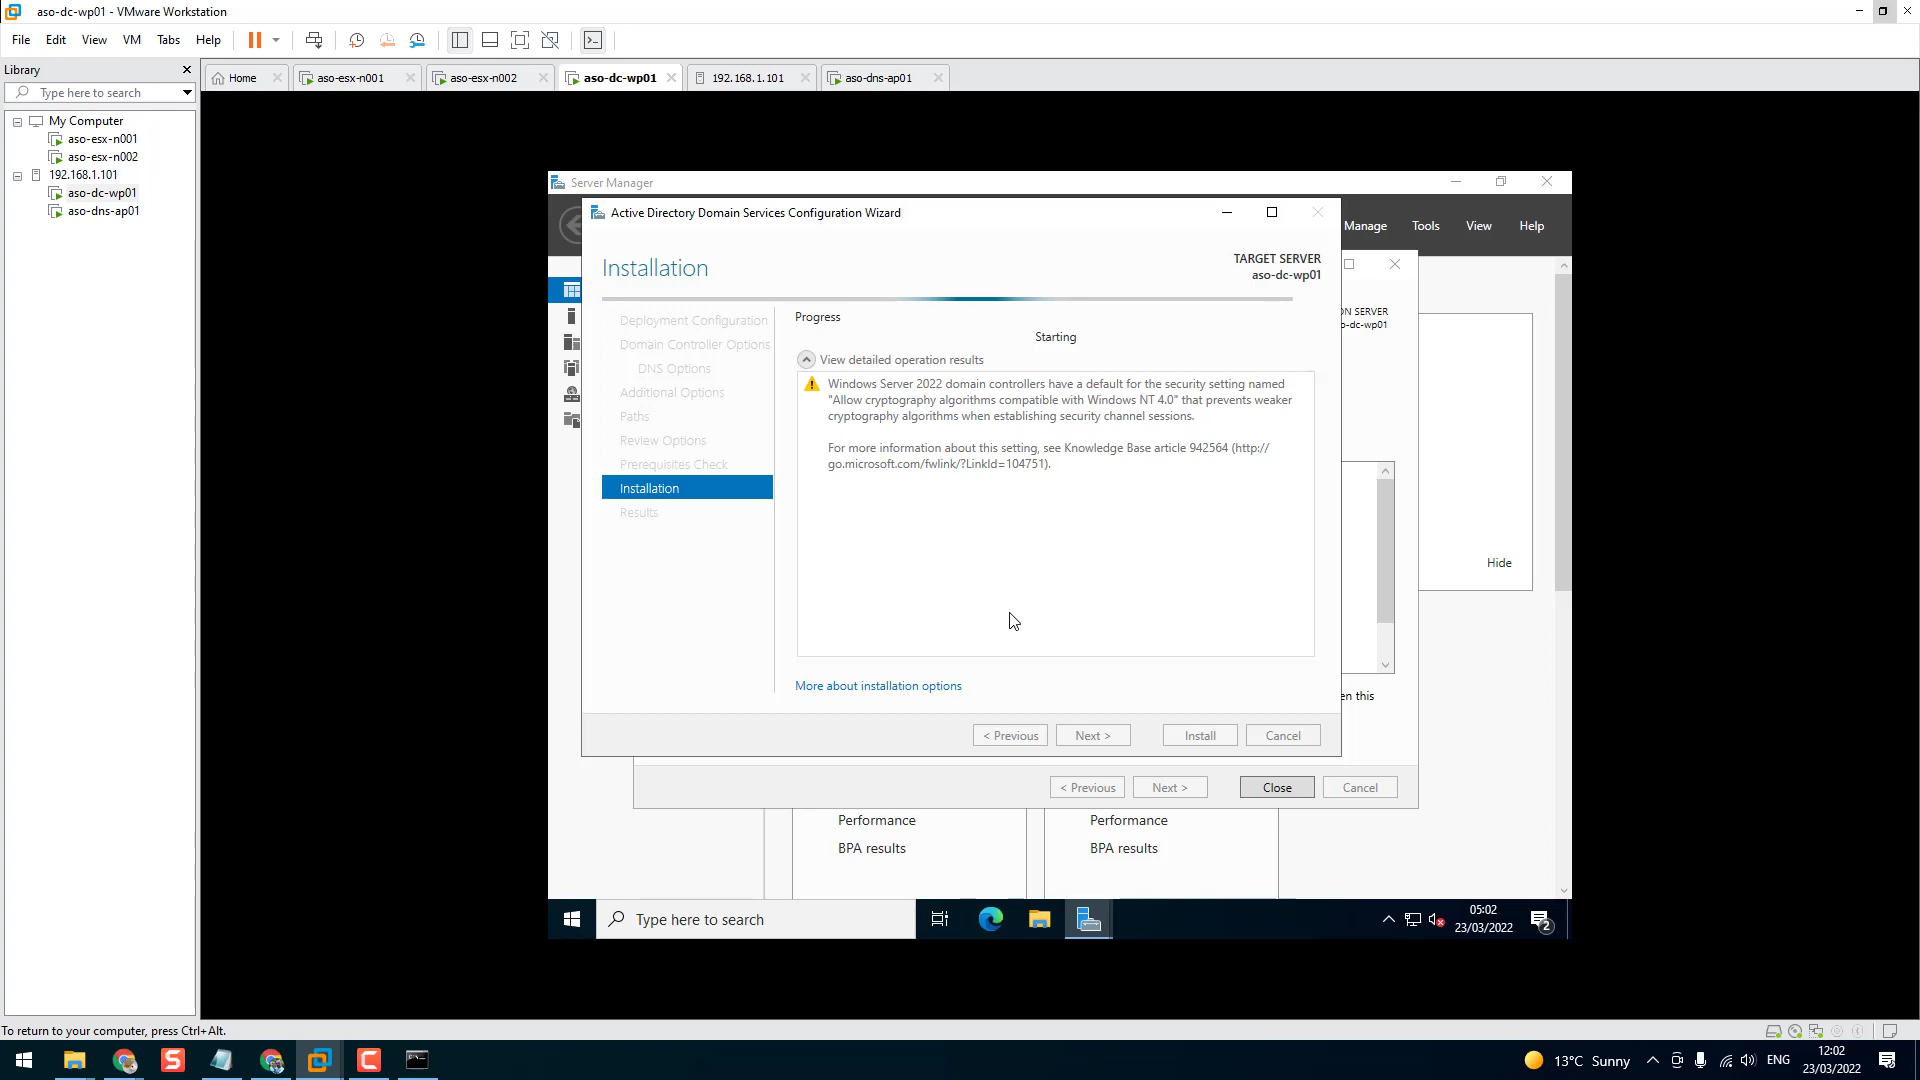 aso-dc-wp01 - VMware Workstation
File Edit View VM Tabs Help
Library
Type here to search
My Computer
aso-esx-n001
aso-esx-n002
192.168.1.101
aso-dc-wp01
aso-dns-ap01
Home
aso-esx-n001
aso-esx-n002
aso-dc-wp01
192.168.1.101
aso-dns-ap01
Server Manager
Manage Tools View Help
Active Directory Domain Services Configuration Wizard
Installation
TARGET SERVER
aso-dc-wp01
Deployment Configuration
Domain Controller Options
DNS Options
Additional Options
Paths
Review Options
Prerequisites Check
Installation
Results
Progress
Starting
View detailed operation results
Windows Server 2022 domain controllers have a default for the security setting named
"Allow cryptography algorithms compatible with Windows NT 4.0" that prevents weaker
cryptography algorithms when establishing security channel sessions.
For more information about this setting, see Knowledge Base article 942564 (http://
go.microsoft.com/fwlink/?LinkId=104751).
More about installation options
< Previous Next > Install Cancel
ON SERVER
o-dc-wp01
en this
Hide
< Previous Next > Close Cancel
Performance
BPA results
Performance
BPA results
Type here to search
05:02
23/03/2022
2
To return to your computer, press Ctrl+Alt.
13°C Sunny
ENG
12:02
23/03/2022